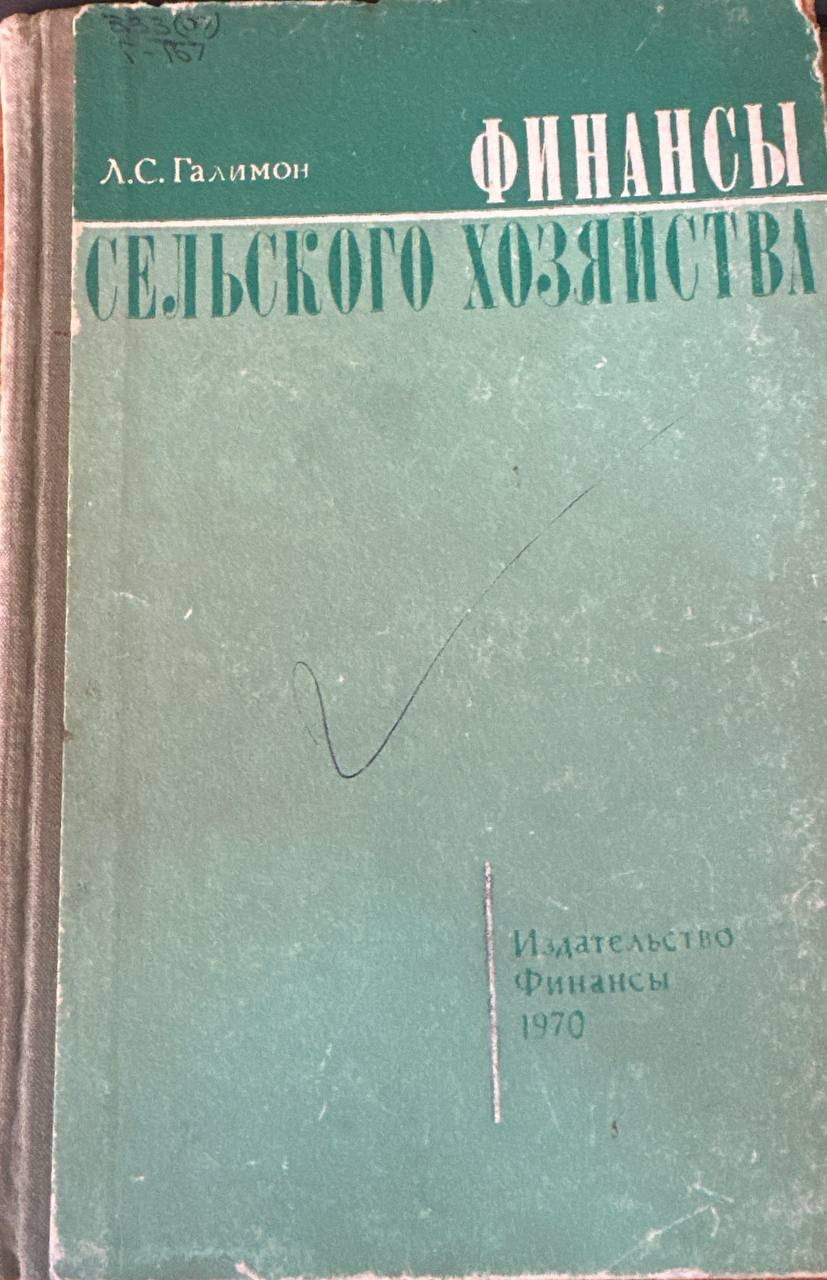 Л.С. Галимон
ФИНАНСЫ
СЕЛЬСКОГО ХОЗЯЙСТВА
Издательство
Финансы
1970